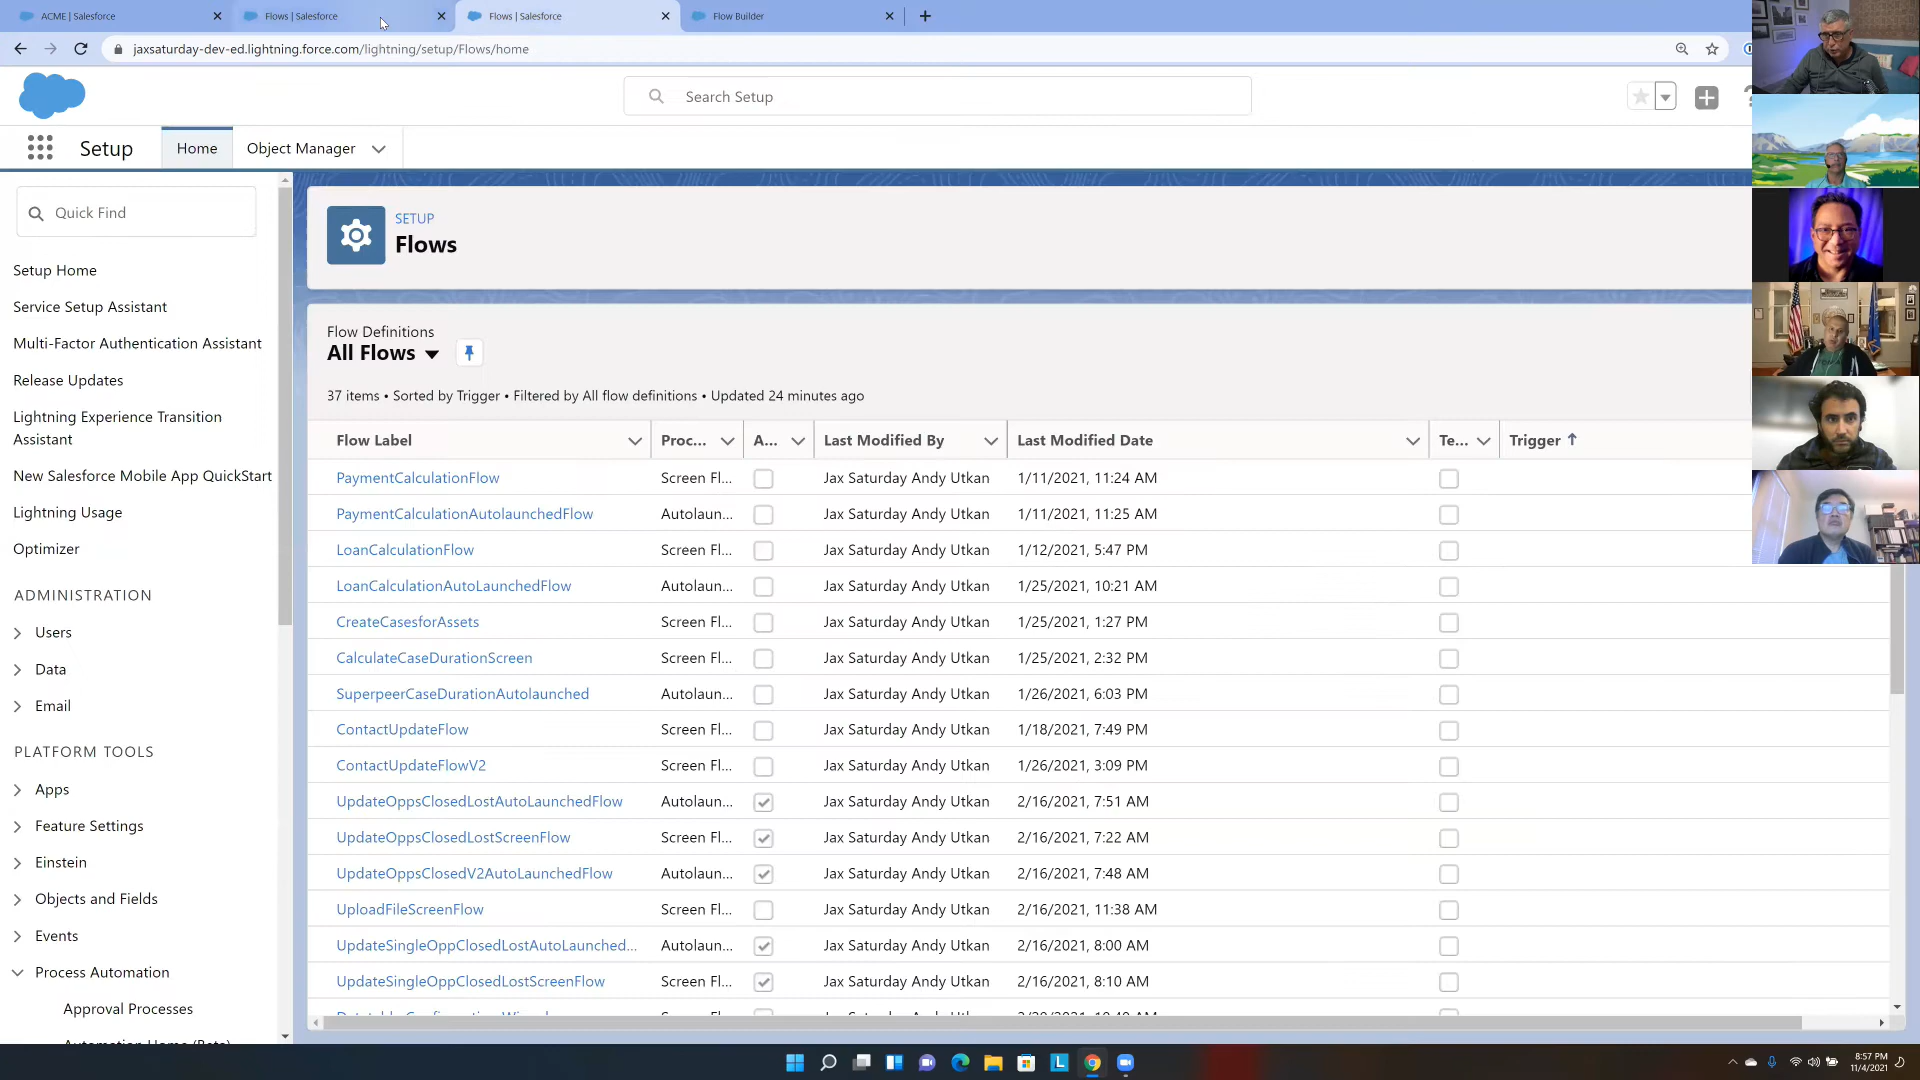 ACME | Salesforce
Flows | Salesforce
Flows | Salesforce
Flow Builder
jaxsaturday-dev-ed.lightning.force.com/lightning/setup/Flows/home
Search Setup
Setup
Home
Object Manager
Quick Find
Setup Home
Service Setup Assistant
Multi-Factor Authentication Assistant
Release Updates
Lightning Experience Transition
Assistant
New Salesforce Mobile App QuickStart
Lightning Usage
Optimizer
ADMINISTRATION
Users
Data
Email
PLATFORM TOOLS
Apps
Feature Settings
Einstein
Objects and Fields
Events
Process Automation
Approval Processes
SETUP
Flows
Flow Definitions
All Flows
37 items • Sorted by Trigger • Filtered by All flow definitions • Updated 24 minutes ago
Flow Label Proc... A... Last Modified By Last Modified Date Te... Trigger
PaymentCalculationFlow Screen Fl... Jax Saturday Andy Utkan 1/11/2021, 11:24 AM
PaymentCalculationAutolaunchedFlow Autolaun... Jax Saturday Andy Utkan 1/11/2021, 11:25 AM
LoanCalculationFlow Screen Fl... Jax Saturday Andy Utkan 1/12/2021, 5:47 PM
LoanCalculationAutoLaunchedFlow Autolaun... Jax Saturday Andy Utkan 1/25/2021, 10:21 AM
CreateCasesforAssets Screen Fl... Jax Saturday Andy Utkan 1/25/2021, 1:27 PM
CalculateCaseDurationScreen Screen Fl... Jax Saturday Andy Utkan 1/25/2021, 2:32 PM
SuperpeerCaseDurationAutolaunched Autolaun... Jax Saturday Andy Utkan 1/26/2021, 6:03 PM
ContactUpdateFlow Screen Fl... Jax Saturday Andy Utkan 1/18/2021, 7:49 PM
ContactUpdateFlowV2 Screen Fl... Jax Saturday Andy Utkan 1/26/2021, 3:09 PM
UpdateOppsClosedLostAutoLaunchedFlow Autolaun... Jax Saturday Andy Utkan 2/16/2021, 7:51 AM
UpdateOppsClosedLostScreenFlow Screen Fl... Jax Saturday Andy Utkan 2/16/2021, 7:22 AM
UpdateOppsClosedV2AutoLaunchedFlow Autolaun... Jax Saturday Andy Utkan 2/16/2021, 7:48 AM
UploadFileScreenFlow Screen Fl... Jax Saturday Andy Utkan 2/16/2021, 11:38 AM
UpdateSingleOppClosedLostAutoLaunched... Autolaun... Jax Saturday Andy Utkan 2/16/2021, 8:00 AM
UpdateSingleOppClosedLostScreenFlow Screen Fl... Jax Saturday Andy Utkan 2/16/2021, 8:10 AM
8:57 PM
11/4/2021